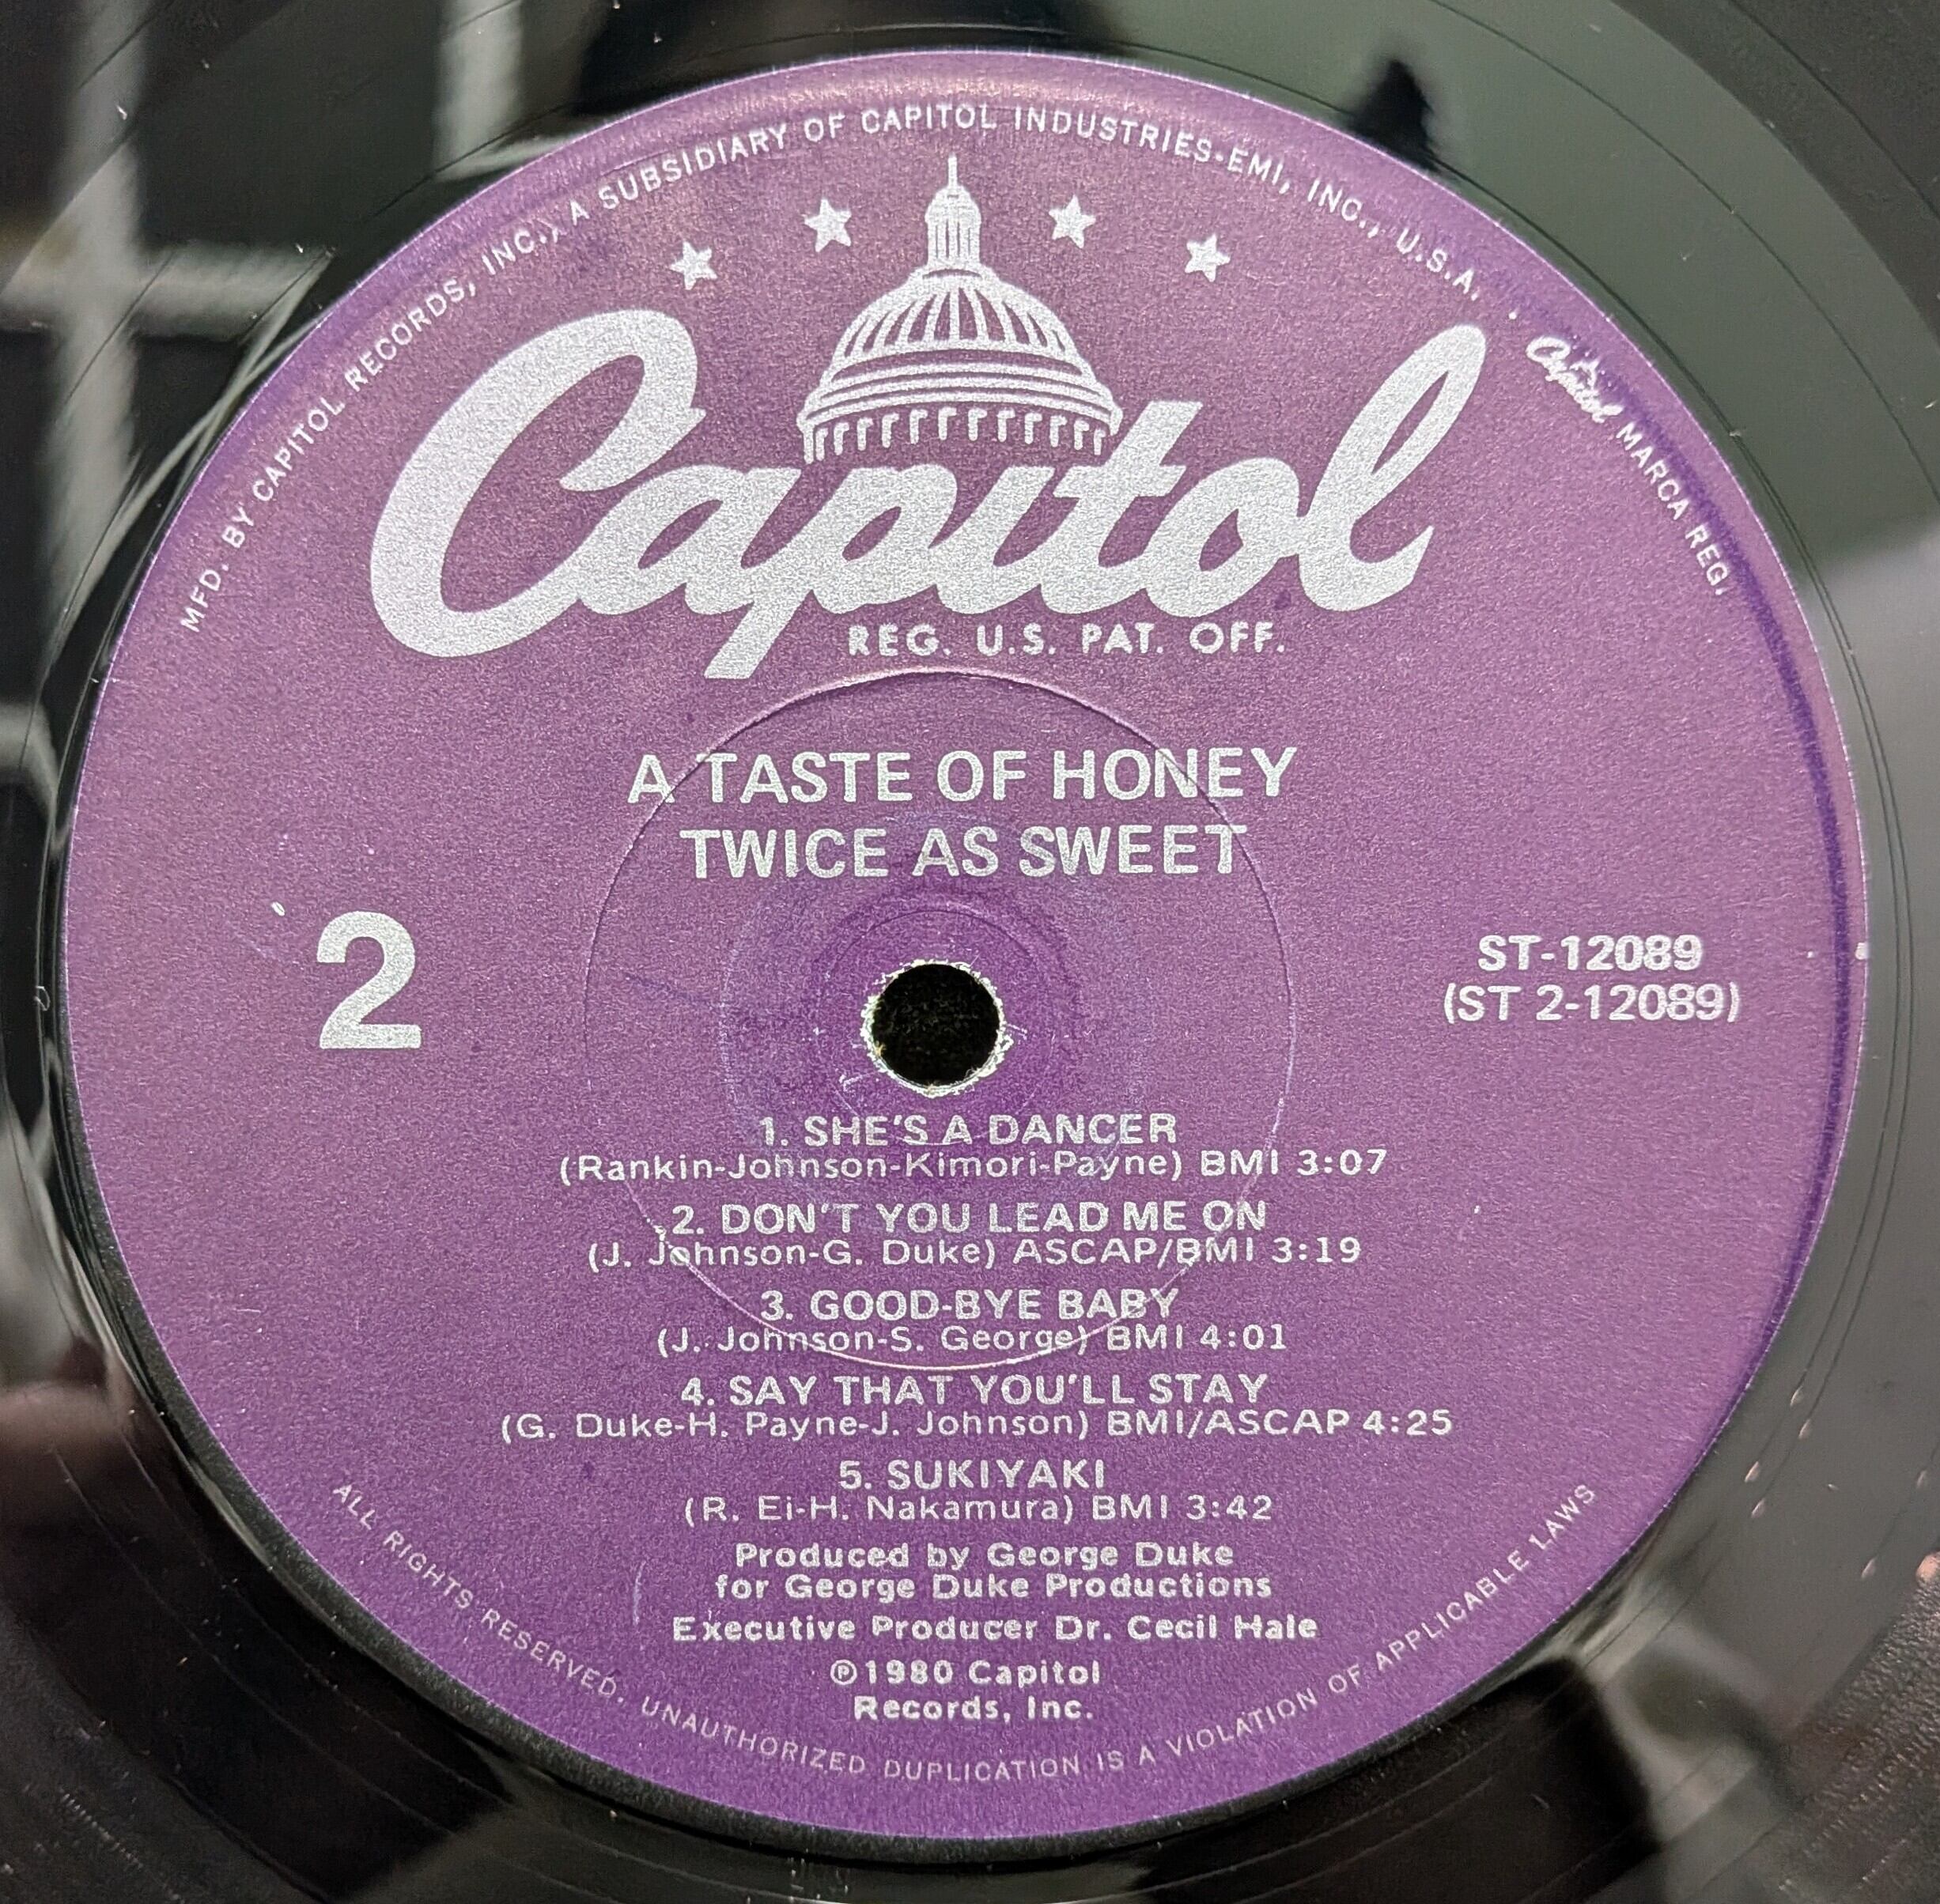 MFD. BY CAPITOL RECORDS, INC., A SUBSIDIARY OF CAPITOL INDUSTRIES-EMI, INC., U.S.A. . Capitol MARCA REG.
Capitol
REG. U.S. PAT. OFF.
A TASTE OF HONEY
TWICE AS SWEET
2
ST-12089
(ST 2-12089)
1. SHE'S A DANCER
(Rankin-Johnson-Kimori-Payne) BMI 3:07
2. DON'T YOU LEAD ME ON
(J. Johnson-G. Duke) ASCAP/BMI 3:19
3. GOOD-BYE BABY
(J. Johnson-S. George) BMI 4:01
4. SAY THAT YOU'LL STAY
(G. Duke-H. Payne-J. Johnson) BMI/ASCAP 4:25
5. SUKIYAKI
(R. Ei-H. Nakamura) BMI 3:42
Produced by George Duke
for George Duke Productions
Executive Producer Dr. Cecil Hale
℗1980 Capitol
Records, Inc.
ALL RIGHTS RESERVED. UNAUTHORIZED DUPLICATION IS A VIOLATION OF APPLICABLE LAWS